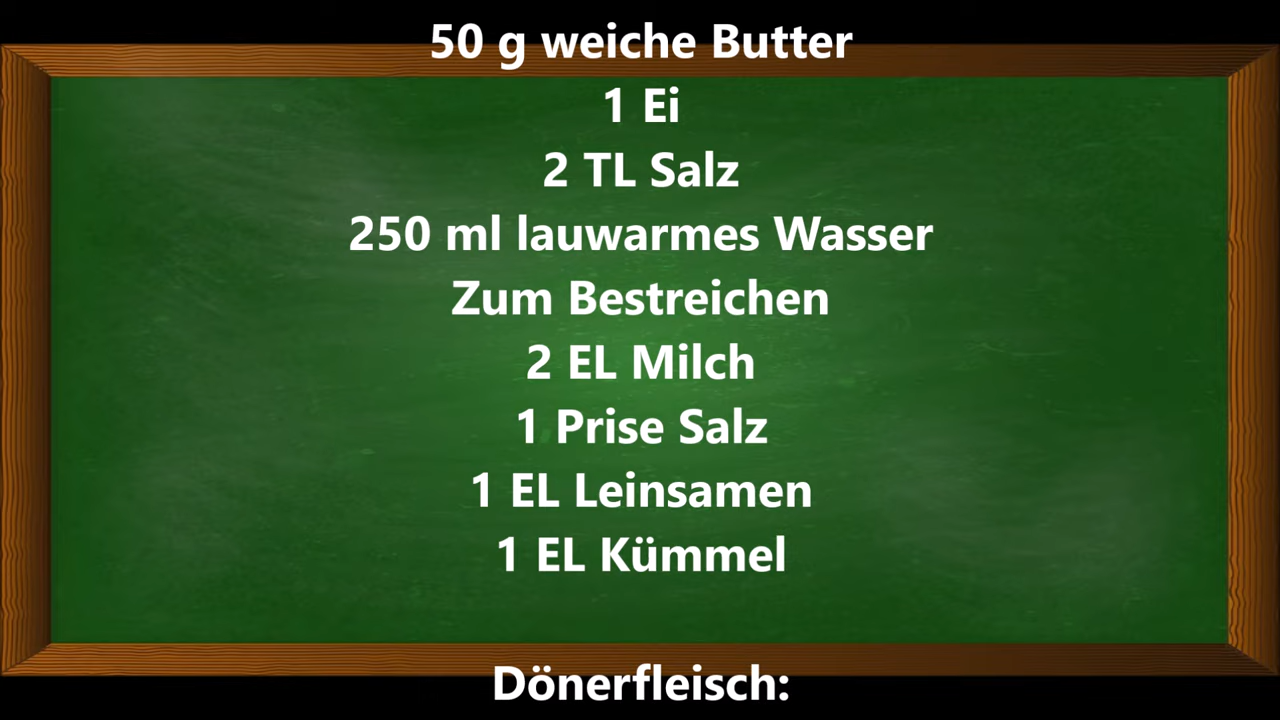 50 g weiche Butter
1 Ei
2 TL Salz
250 ml lauwarmes Wasser
Zum Bestreichen
2 EL Milch
1 Prise Salz
1 EL Leinsamen
1 EL Kümmel
Dönerfleisch: